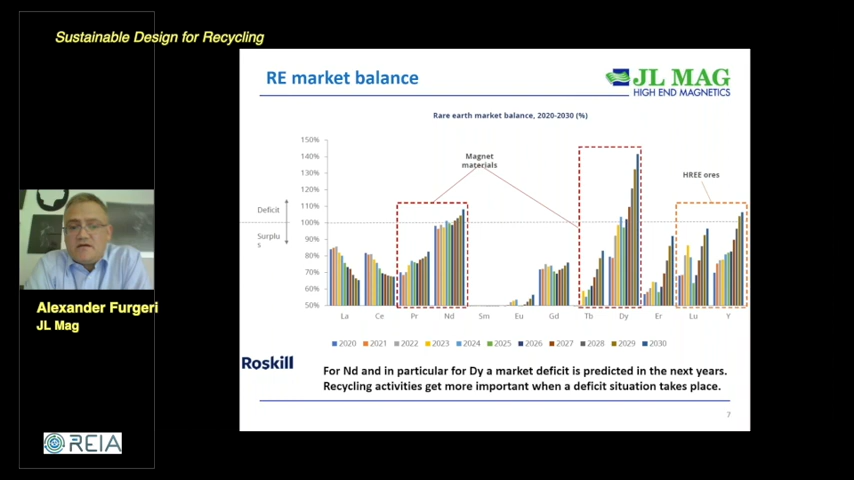 Sustainable Design for Recycling
RE market balance
JL MAG
HIGH END MAGNETICS
Rare earth market balance, 2020-2030 (%)
150%
140%
130%
120%
110%
100%
90%
80%
70%
60%
50%
Deficit
Surplu
s
Magnet
materials
HREE ores
La Ce Pr Nd Sm Eu Gd Tb Dy Er Lu Y
2020 2021 2022 2023 2024 2025 2026 2027 2028 2029 2030
Roskill
For Nd and in particular for Dy a market deficit is predicted in the next years.
Recycling activities get more important when a deficit situation takes place.
7
Alexander Furgeri
JL Mag
REIA